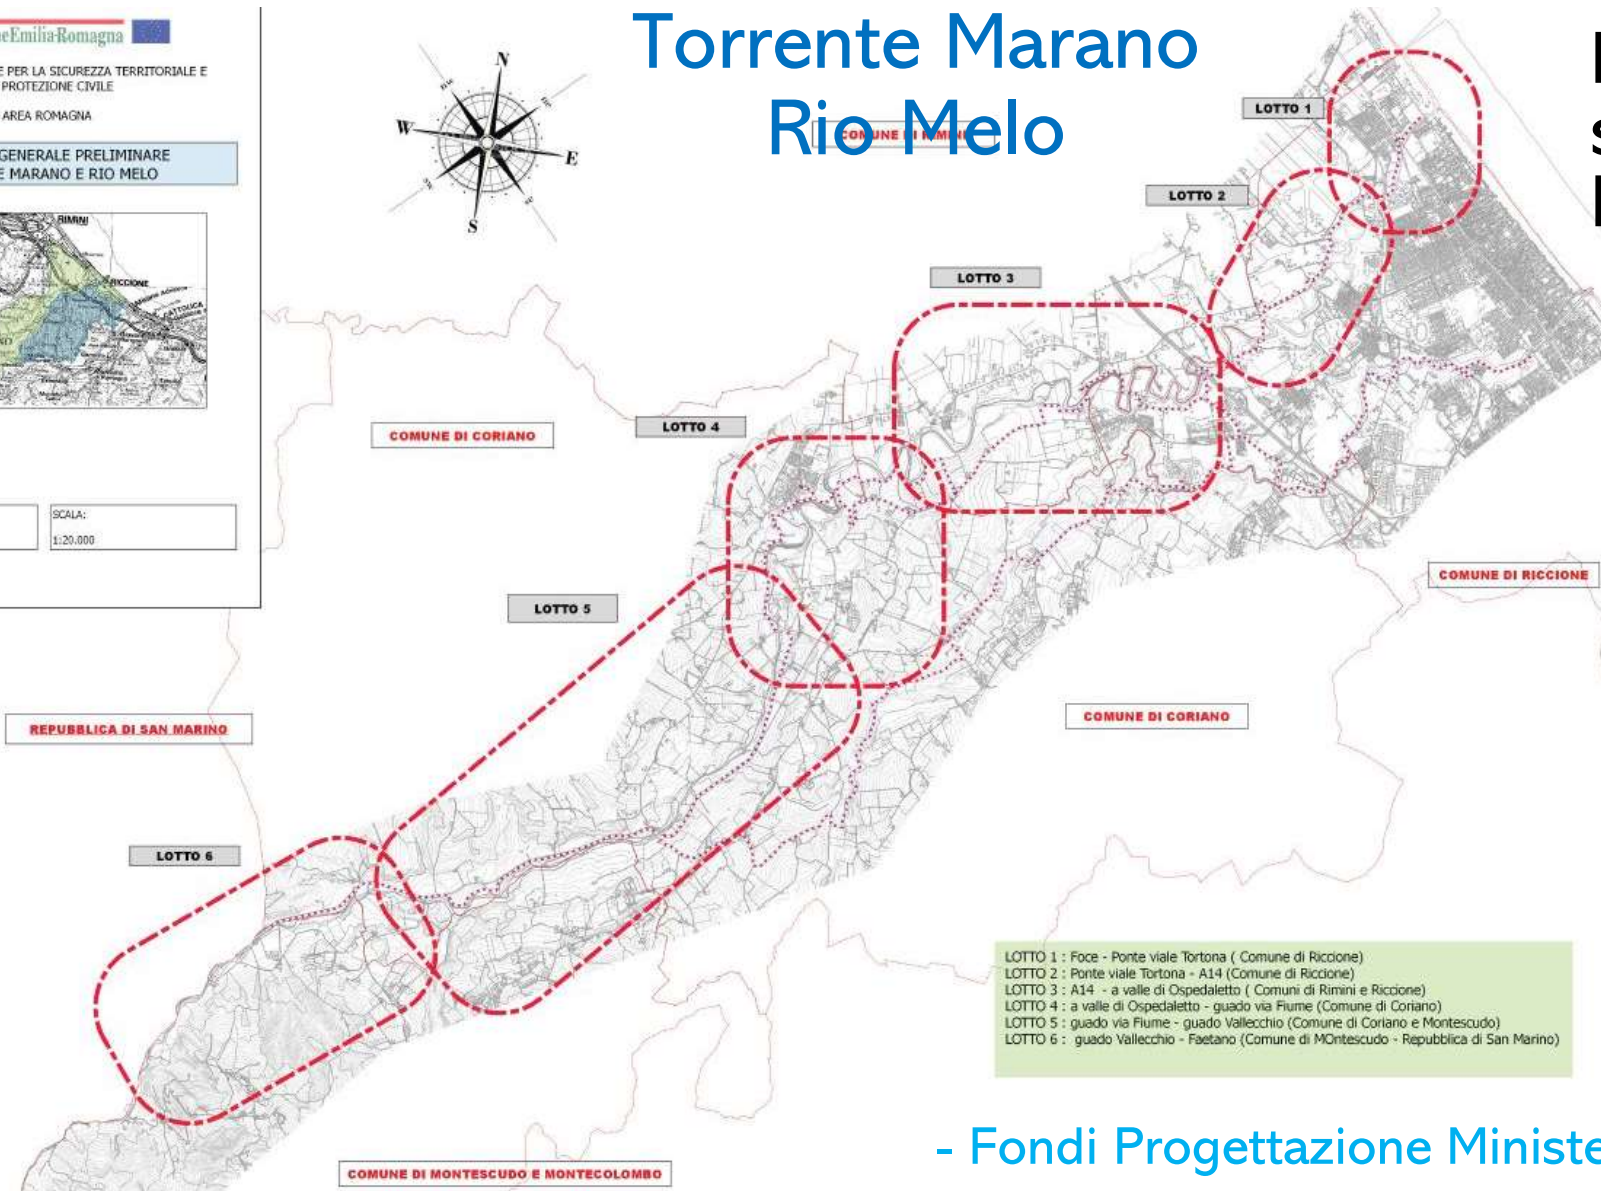 eEmilia-Romagna
E PER LA SICUREZZA TERRITORIALE E
PROTEZIONE CIVILE
AREA ROMAGNA
GENERALE PRELIMINARE
E MARANO E RIO MELO
RIMINI
RICCIONE
CATTOLICA
SCALA:
1:20.000
N
W
E
S
Torrente Marano
Rio Melo
COMUNE DI RIMINI
LOTTO 1
LOTTO 2
LOTTO 3
LOTTO 4
COMUNE DI CORIANO
LOTTO 5
COMUNE DI RICCIONE
REPUBBLICA DI SAN MARINO
COMUNE DI CORIANO
LOTTO 6
LOTTO 1 : Foce - Ponte viale Tortona ( Comune di Riccione)
LOTTO 2 : Ponte viale Tortona - A14 (Comune di Riccione)
LOTTO 3 : A14 - a valle di Ospedaletto ( Comuni di Rimini e Riccione)
LOTTO 4 : a valle di Ospedaletto - guado via Fiume (Comune di Coriano)
LOTTO 5 : guado via Fiume - guado Vallecchio (Comune di Coriano e Montescudo)
LOTTO 6 : guado Vallecchio - Faetano (Comune di MOntescudo - Repubblica di San Marino)
- Fondi Progettazione Ministe
COMUNE DI MONTESCUDO E MONTECOLOMBO